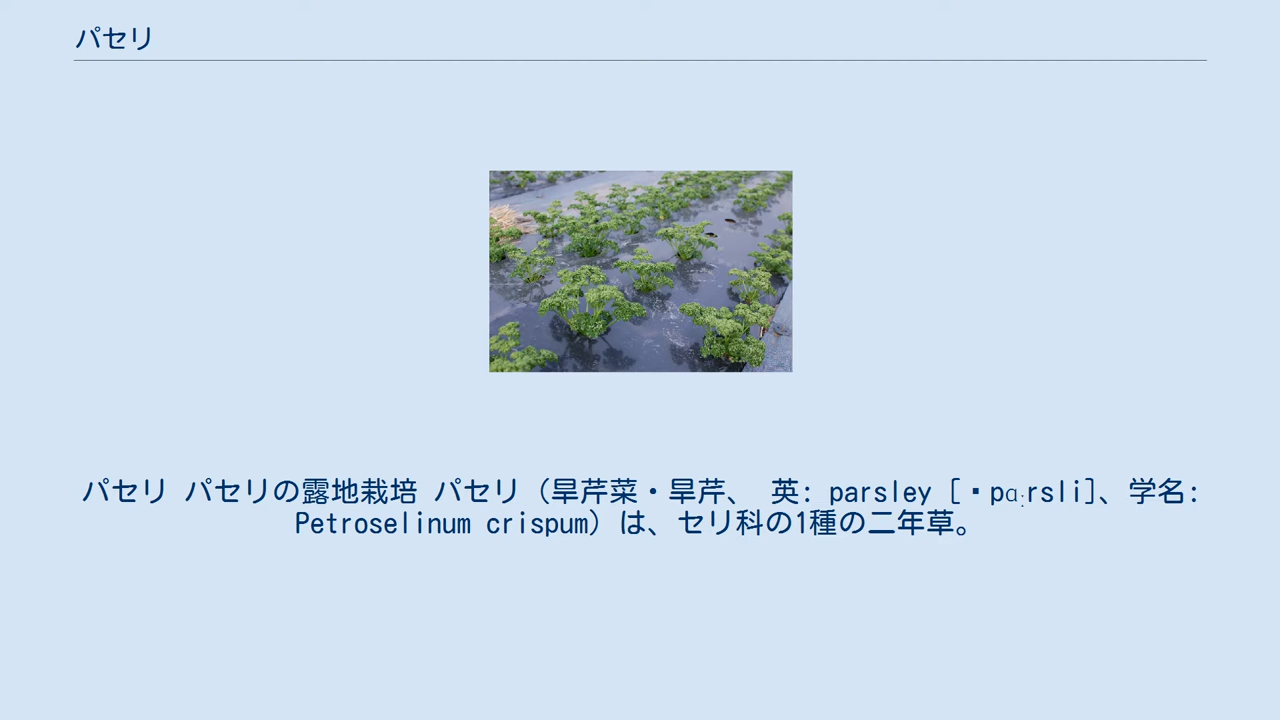 パセリ
パセリ パセリの露地栽培 パセリ（旱芹菜・旱芹、 英: parsley [ˈpɑːrsli]、学名:
Petroselinum crispum）は、セリ科の1種の二年草。